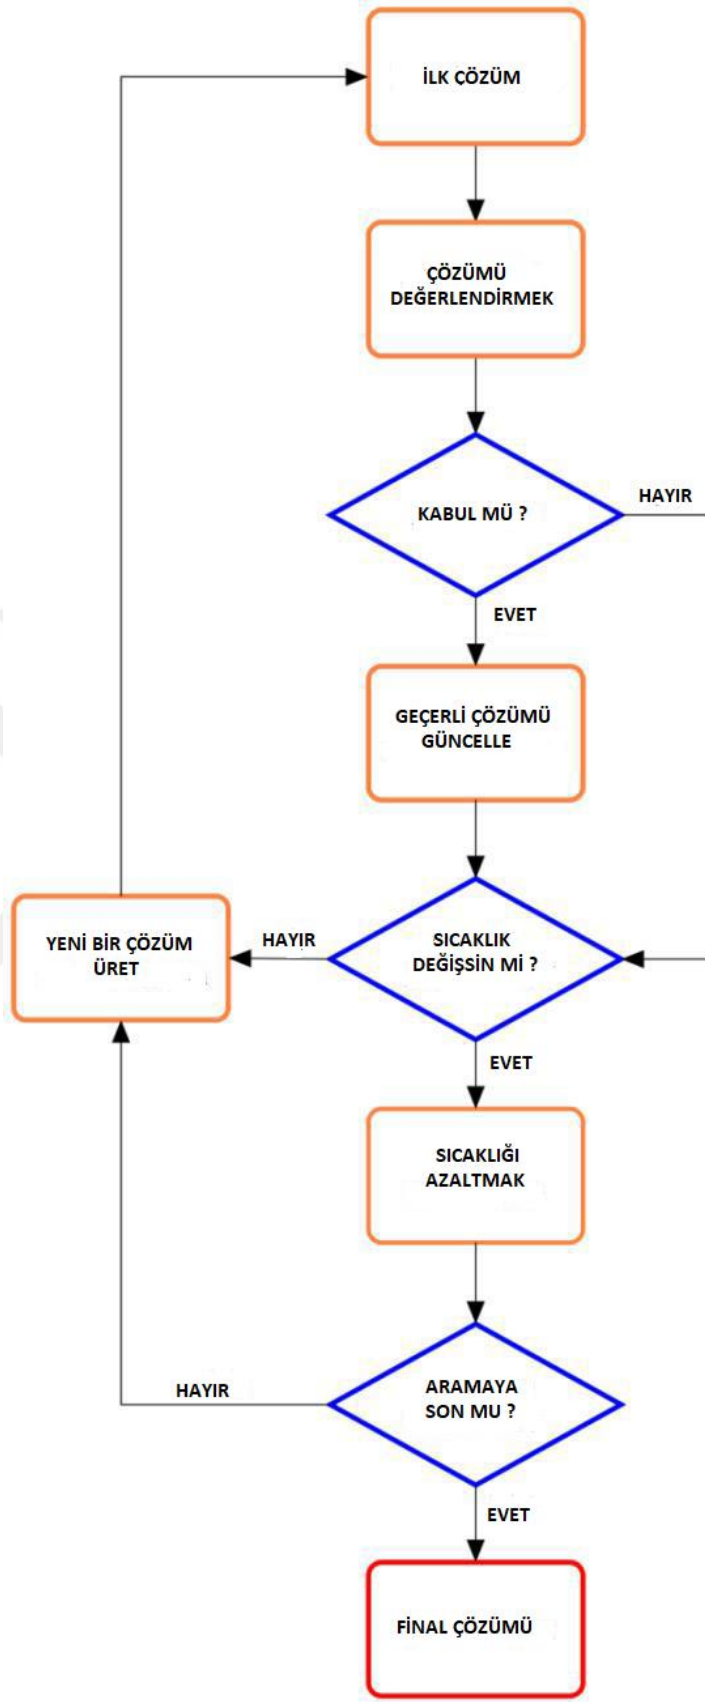 İLK ÇÖZÜM
ÇÖZÜMÜ
DEĞERLENDİRMEK
KABUL MÜ ?
HAYIR
EVET
GEÇERLİ ÇÖZÜMÜ
GÜNCELLE
YENİ BİR ÇÖZÜM
ÜRET
HAYIR
SICAKLIK
DEĞİŞSİN Mİ ?
EVET
SICAKLIĞI
AZALTMAK
HAYIR
ARAMAYA
SON MU ?
EVET
FİNAL ÇÖZÜMÜ